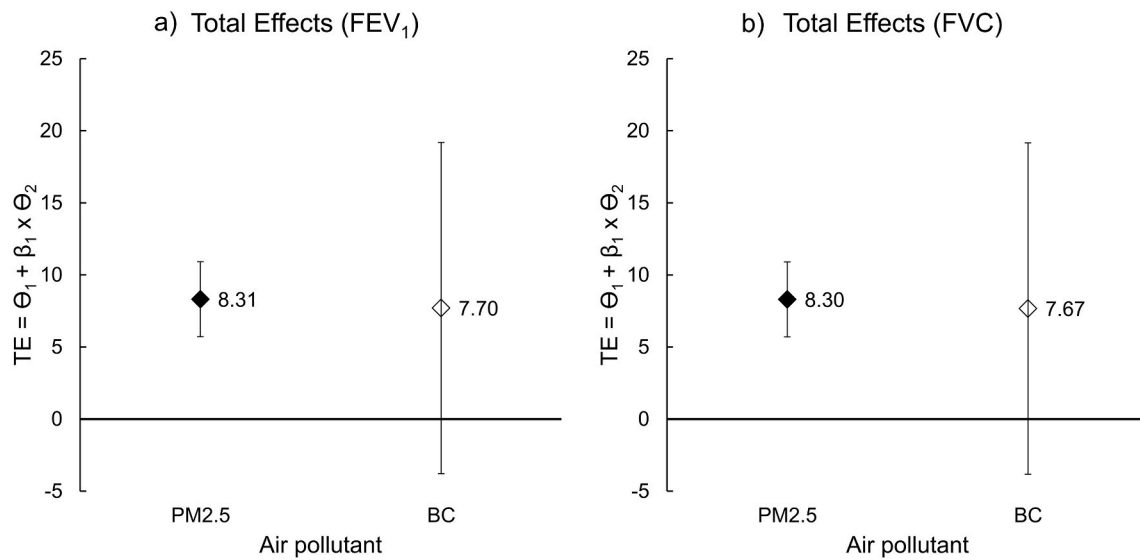 a) Total Effects (FEV₁)
25
20
15
10
5
0
-5
TE = ϴ₁ + β₁ x ϴ₂
8.31
7.70
PM2.5 BC
Air pollutant
b) Total Effects (FVC)
25
20
15
10
5
0
-5
TE = ϴ₁ + β₁ x ϴ₂
8.30
7.67
PM2.5 BC
Air pollutant